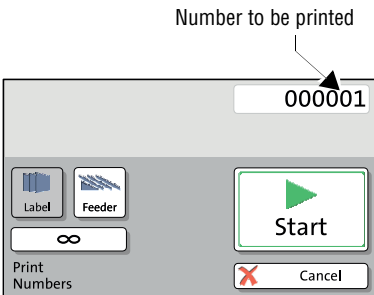 Number to be printed
000001
Label
Feeder
∞
Start
Print
Numbers
Cancel